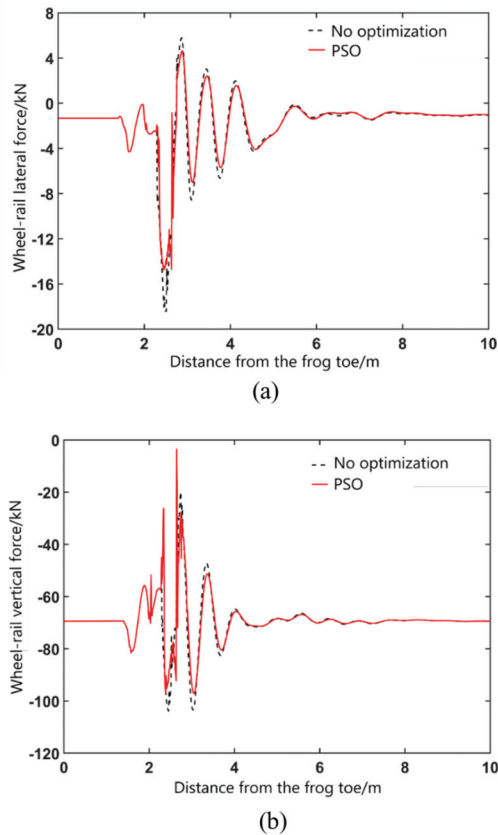 8
4
0
-4
-8
-12
-16
-20
Wheel-rail lateral force/kN
No optimization
PSO
0 2 4 6 8 10
Distance from the frog toe/m
(a)
0
-20
-40
-60
-80
-100
-120
Wheel-rail vertical force/kN
No optimization
PSO
0 2 4 6 8 10
Distance from the frog toe/m
(b)